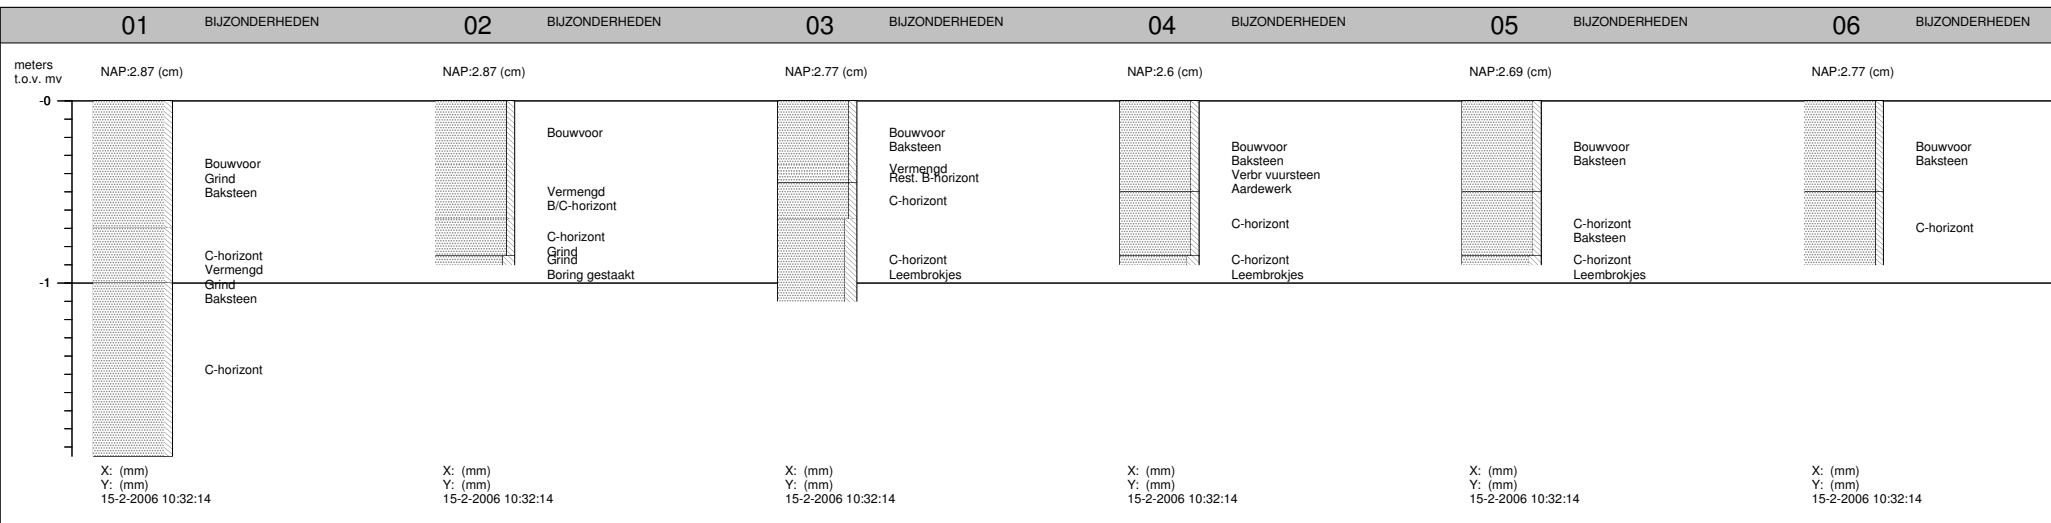 01 BIJZONDERHEDEN 02 BIJZONDERHEDEN 03 BIJZONDERHEDEN 04 BIJZONDERHEDEN 05 BIJZONDERHEDEN 06 BIJZONDERHEDEN
meters
t.o.v. mv
NAP:2.87 (cm) NAP:2.87 (cm) NAP:2.77 (cm) NAP:2.6 (cm) NAP:2.69 (cm) NAP:2.77 (cm)
-0
-1
Bouwvoor
Grind
Baksteen
C-horizont
Vermengd
Grind
Baksteen
C-horizont
X: (mm)
Y: (mm)
15-2-2006 10:32:14
Bouwvoor
Vermengd
B/C-horizont
C-horizont
Grind
Grind
Boring gestaakt
X: (mm)
Y: (mm)
15-2-2006 10:32:14
Bouwvoor
Baksteen
Vermengd
Rest. B-horizont
C-horizont
C-horizont
Leembrokjes
X: (mm)
Y: (mm)
15-2-2006 10:32:14
Bouwvoor
Baksteen
Verbr vuursteen
Aardewerk
C-horizont
C-horizont
Leembrokjes
X: (mm)
Y: (mm)
15-2-2006 10:32:14
Bouwvoor
Baksteen
C-horizont
Baksteen
C-horizont
Leembrokjes
X: (mm)
Y: (mm)
15-2-2006 10:32:14
Bouwvoor
Baksteen
C-horizont
X: (mm)
Y: (mm)
15-2-2006 10:32:14